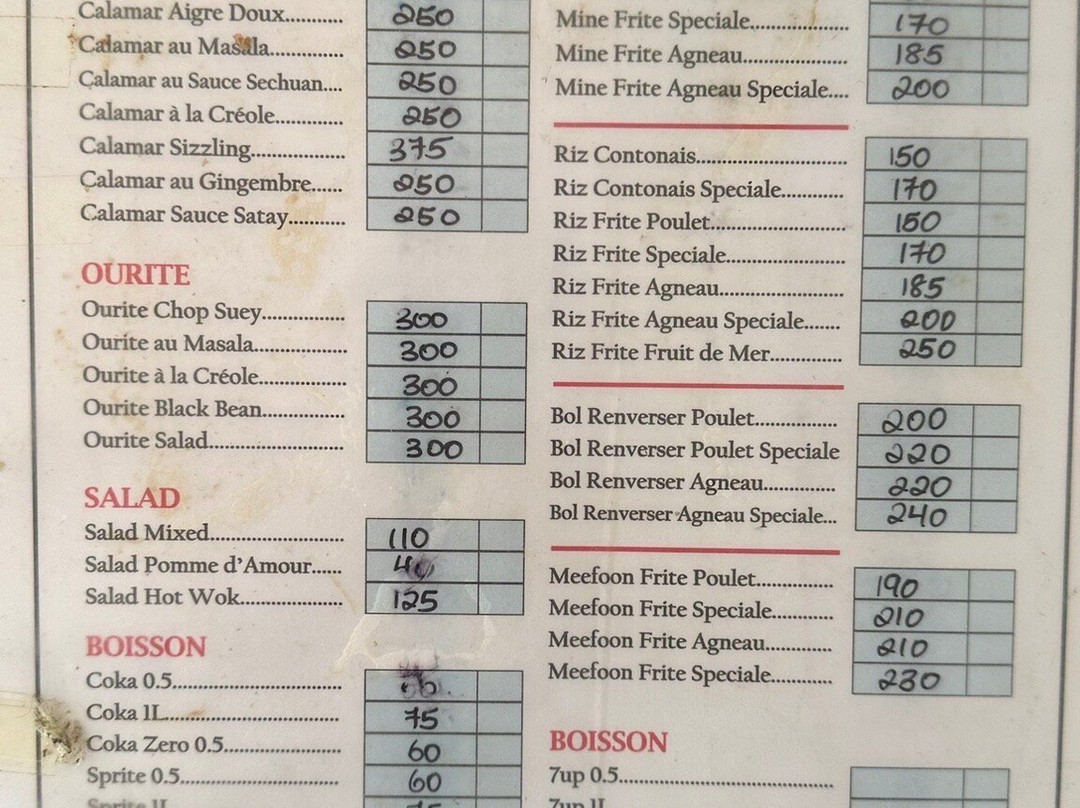 Calamar Aigre Doux........... 250
Calamar au Masala.............. 250
Calamar au Sauce Sechuan.... 250
Calamar à la Créole............. 250
Calamar Sizzling.................. 375
Calamar au Gingembre...... 250
Calamar Sauce Satay........... 250
OURITE
Ourite Chop Suey................ 300
Ourite au Masala.................. 300
Ourite à la Créole................. 300
Ourite Black Bean................ 300
Ourite Salad.......................... 300
SALAD
Salad Mixed.......................... 110
Salad Pomme d'Amour......
Salad Hot Wok.................... 125
BOISSON
Coka 0.5.................................
Coka 1L.................................. 75
Coka Zero 0.5....................... 60
Sprite 0.5............................... 60
Sprite 1L
Mine Frite Speciale................... 170
Mine Frite Agneau..................... 185
Mine Frite Agneau Speciale.... 200
Riz Contonais............................. 150
Riz Contonais Speciale............ 170
Riz Frite Poulet.......................... 150
Riz Frite Speciale....................... 170
Riz Frite Agneau........................ 185
Riz Frite Agneau Speciale....... 200
Riz Frite Fruit de Mer.............. 250
Bol Renverser Poulet................ 200
Bol Renverser Poulet Speciale 220
Bol Renverser Agneau.............. 220
Bol Renverser Agneau Speciale... 240
Meefoon Frite Poulet.............. 190
Meefoon Frite Speciale........... 210
Meefoon Frite Agneau............ 210
Meefoon Frite Speciale........... 230
BOISSON
7up 0.5.......................................
7up 1L